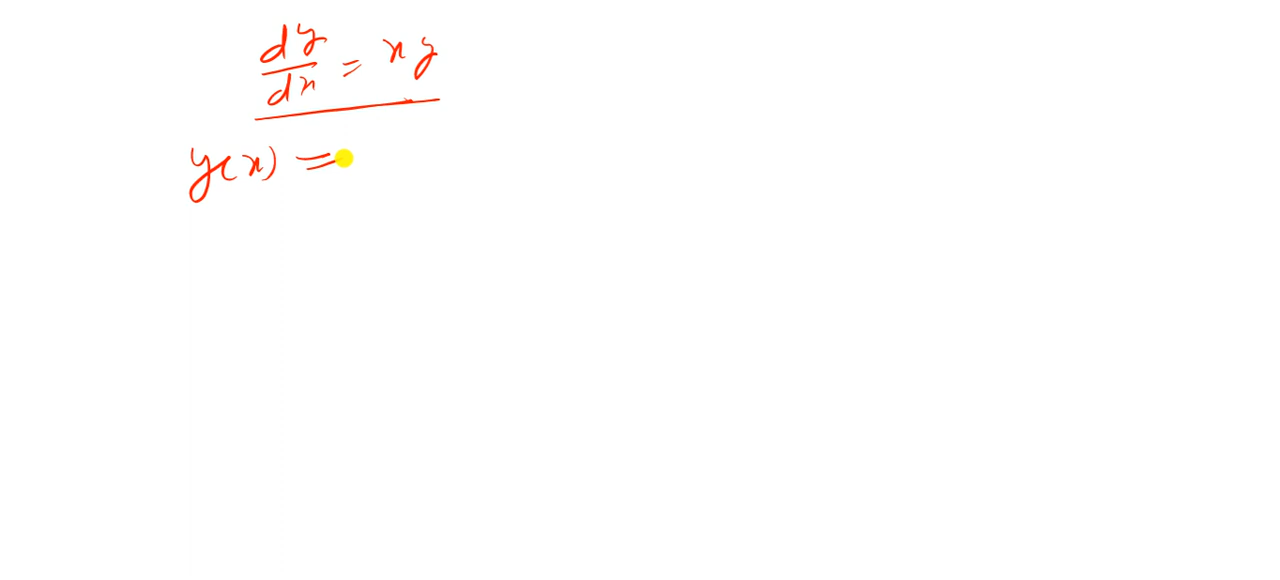 dy/dx = xy
y(x) =